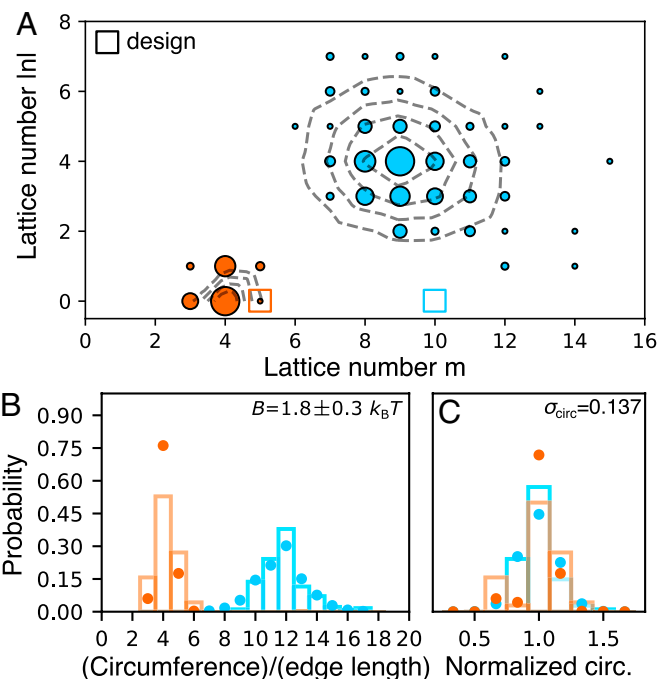 A
design
Lattice number |n|
8
6
4
2
0
0 2 4 6 8 10 12 14 16
Lattice number m
B
B=1.8±0.3 k_BT
Probability
0.90
0.75
0.60
0.45
0.30
0.15
0.00
0 2 4 6 8 10 12 14 16 18 20
(Circumference)/(edge length)
C
σ_circ=0.137
0.5 1.0 1.5
Normalized circ.